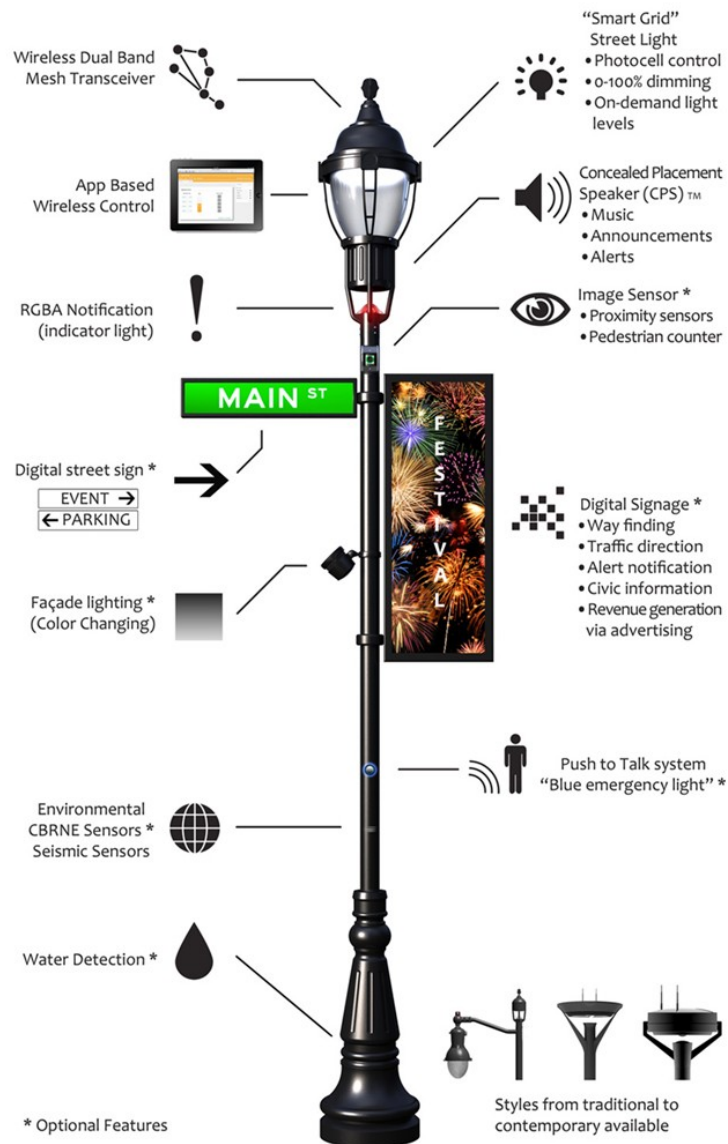 Wireless Dual Band
Mesh Transceiver
"Smart Grid"
Street Light
• Photocell control
• 0-100% dimming
• On-demand light
levels
App Based
Wireless Control
Concealed Placement
Speaker (CPS) TM
• Music
• Announcements
• Alerts
RGBA Notification
(indicator light)
Image Sensor *
• Proximity sensors
• Pedestrian counter
MAIN ST
FESTIVAL
Digital street sign *
EVENT →
← PARKING
Digital Signage *
• Way finding
• Traffic direction
• Alert notification
• Civic information
• Revenue generation
via advertising
Façade lighting *
(Color Changing)
Push to Talk system
"Blue emergency light" *
Environmental
CBRNE Sensors *
Seismic Sensors
Water Detection *
* Optional Features
Styles from traditional to
contemporary available